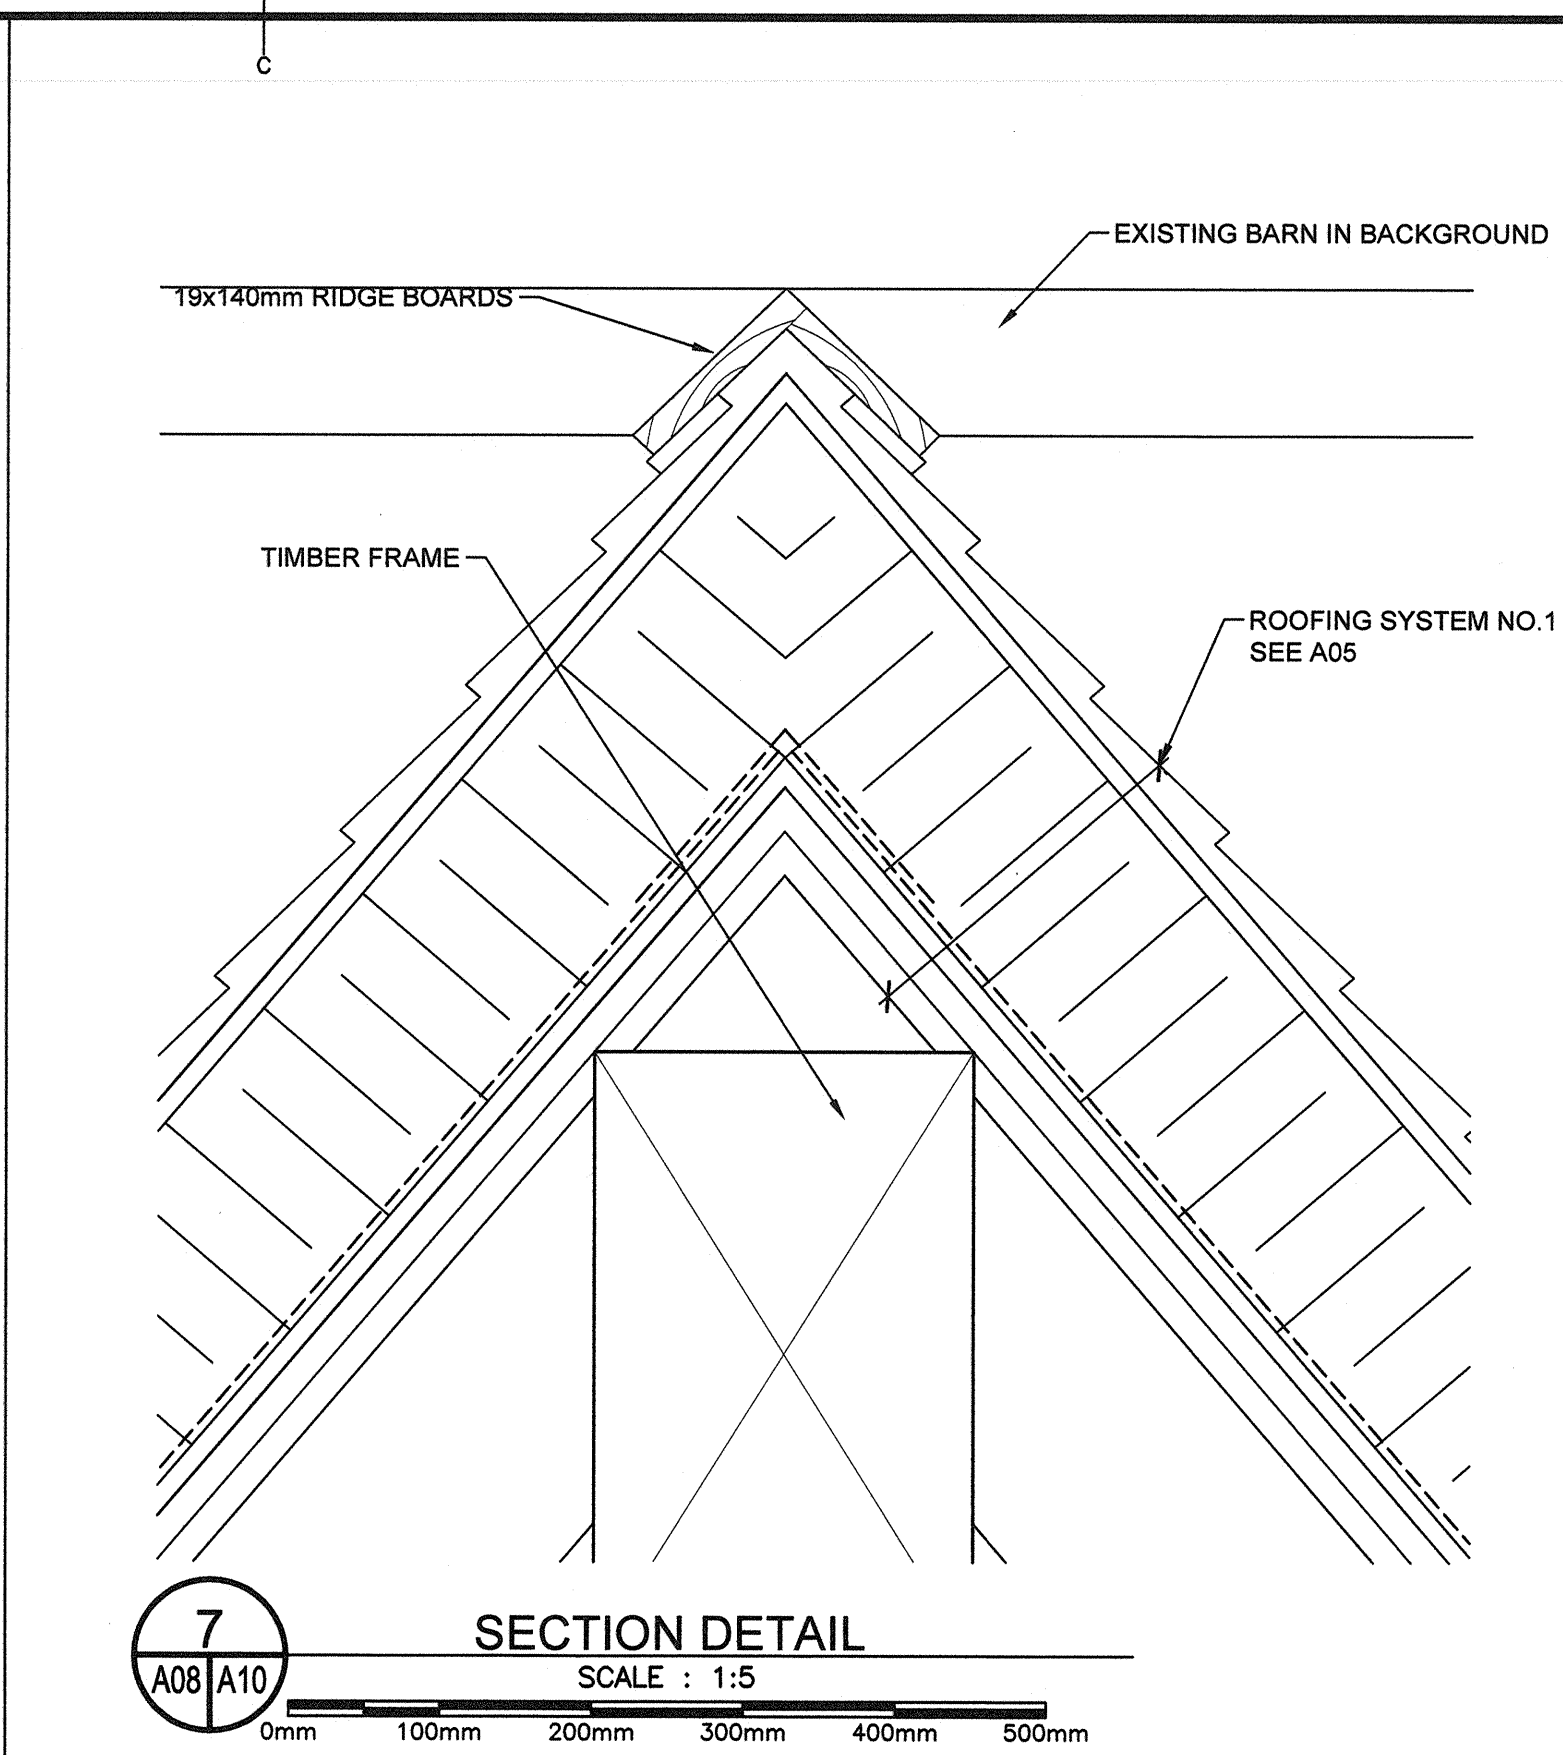 C
EXISTING BARN IN BACKGROUND
19x140mm RIDGE BOARDS
TIMBER FRAME
ROOFING SYSTEM NO.1
SEE A05
7
A08 A10
SECTION DETAIL
SCALE : 1:5
0mm 100mm 200mm 300mm 400mm 500mm